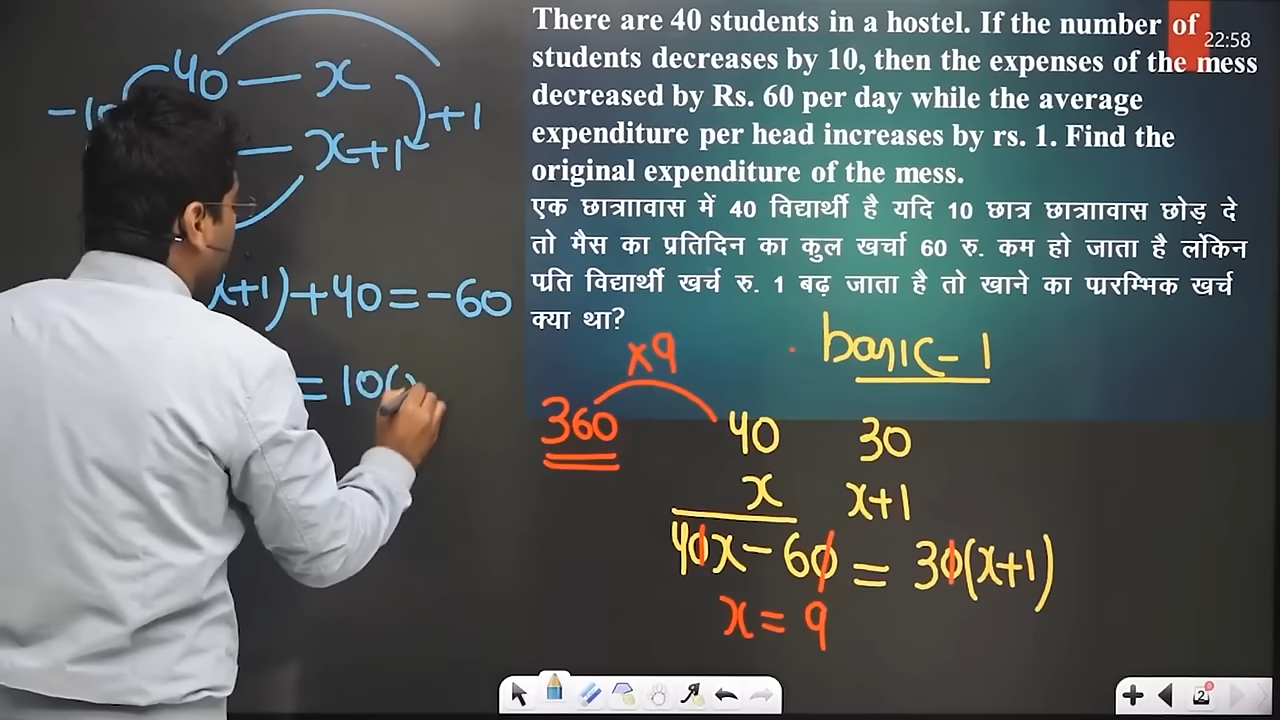 There are 40 students in a hostel. If the number of
students decreases by 10, then the expenses of the mess
decreased by Rs. 60 per day while the average
expenditure per head increases by rs. 1. Find the
original expenditure of the mess.
एक छात्राावास में 40 विद्यार्थी है यदि 10 छात्र छात्राावास छोड़ दे
तो मैस का प्रतिदिन का कुल खर्चा 60 रु. कम हो जाता है लेकिन
प्रति विद्यार्थी खर्च रु. 1 बढ़ जाता है तो खाने का प्रारम्भिक खर्च
क्या था?
22:58
40 — x
-10
+1
— x+1
x+1) + 40 = -60
= 10(
basic - 1
×9
360
40 30
x x+1
40x - 60 = 30(x+1)
x = 9
2